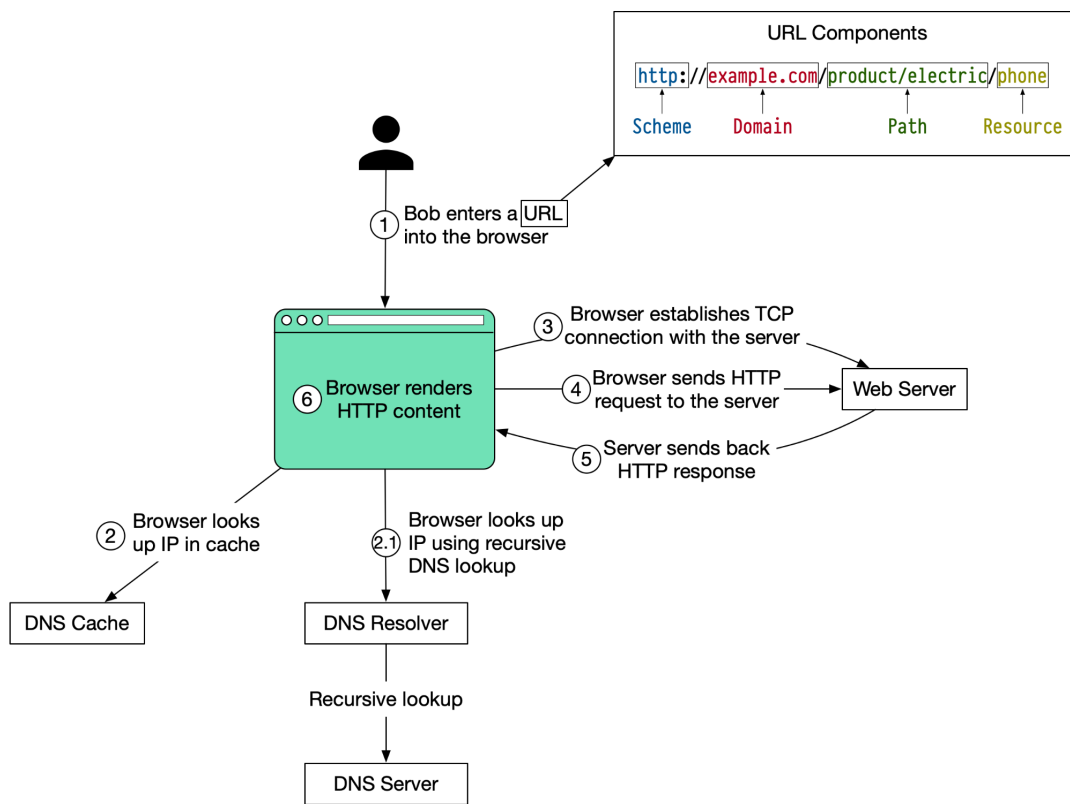 URL Components
http://example.com/product/electric/phone
Scheme Domain Path Resource
1 Bob enters a URL
into the browser
3 Browser establishes TCP
connection with the server
4 Browser sends HTTP
request to the server
Web Server
6 Browser renders
HTTP content
5 Server sends back
HTTP response
2 Browser looks
up IP in cache
2.1 Browser looks up
IP using recursive
DNS lookup
DNS Cache
DNS Resolver
Recursive lookup
DNS Server